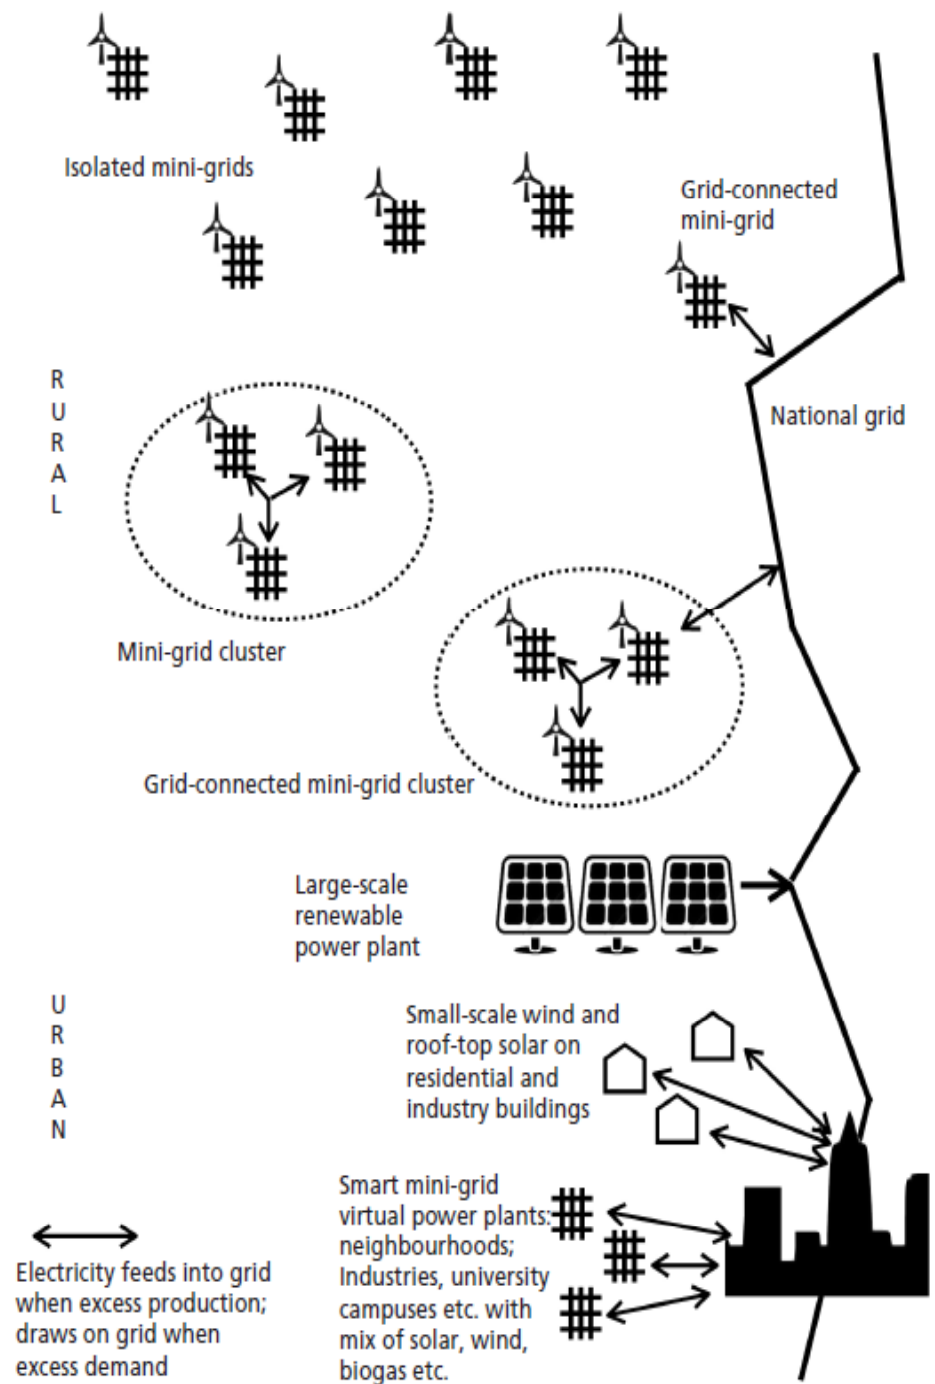 Isolated mini-grids
Grid-connected
mini-grid
R
U
R
A
L
National grid
Mini-grid cluster
Grid-connected mini-grid cluster
Large-scale
renewable
power plant
U
R
B
A
N
Small-scale wind and
roof-top solar on
residential and
industry buildings
Smart mini-grid
virtual power plants:
neighbourhoods;
Industries, university
campuses etc. with
mix of solar, wind,
biogas etc.
Electricity feeds into grid
when excess production;
draws on grid when
excess demand